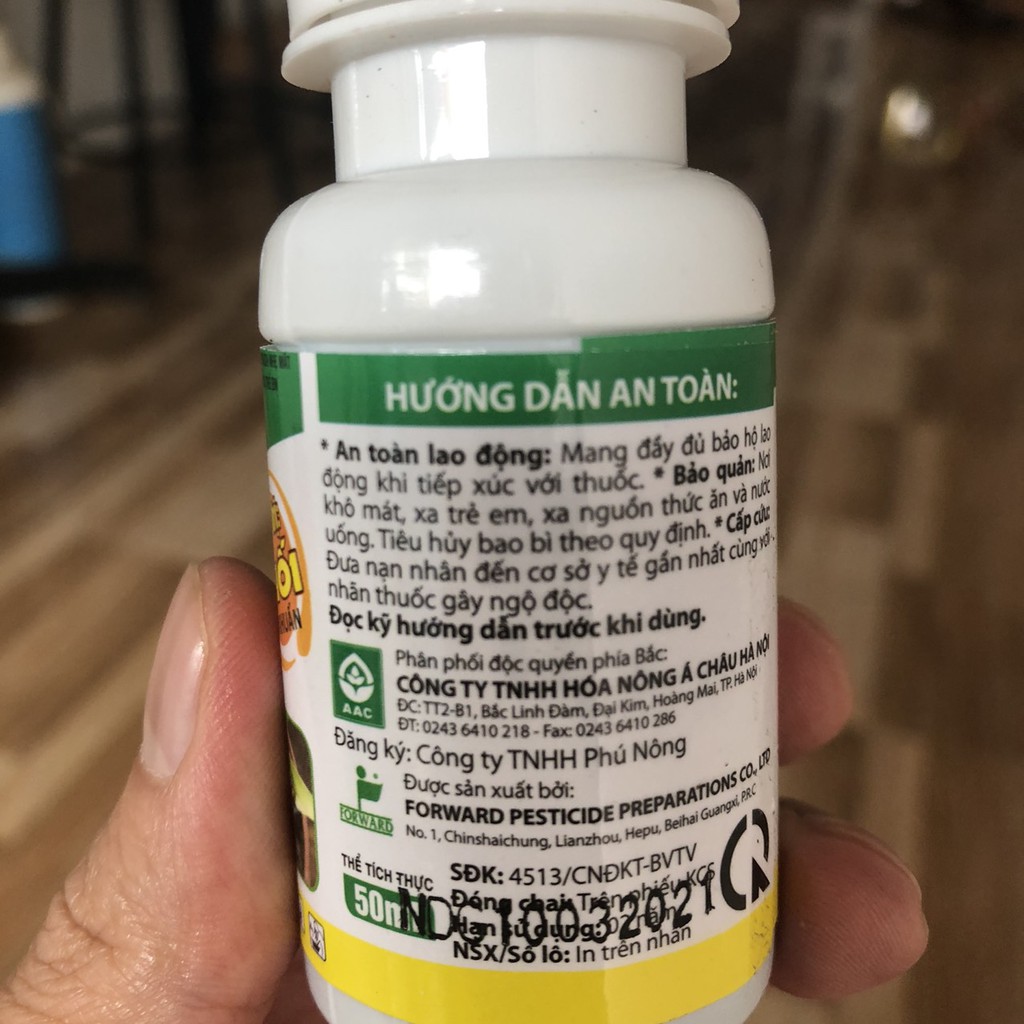 HƯỚNG DẪN AN TOÀN:
* An toàn lao động: Mang đầy đủ bảo hộ lao
động khi tiếp xúc với thuốc. * Bảo quản: Nơi
khô mát, xa trẻ em, xa nguồn thức ăn và nước
uống. Tiêu hủy bao bì theo quy định. * Cấp cứu:
Đưa nạn nhân đến cơ sở y tế gần nhất cùng với
nhãn thuốc gây ngộ độc.
Đọc kỹ hướng dẫn trước khi dùng.
Phân phối độc quyền phía Bắc:
CÔNG TY TNHH HÓA NÔNG Á CHÂU HÀ NỘI
ĐC: TT2-B1, Bắc Linh Đàm, Đại Kim, Hoàng Mai, TP. Hà Nội
ĐT: 0243 6410 218 - Fax: 0243 6410 286
AAC
Đăng ký: Công ty TNHH Phú Nông
Được sản xuất bởi:
FORWARD PESTICIDE PREPARATIONS CO., LTD
No. 1, Chinshaichung, Lianzhou, Hepu, Beihai Guangxi, P.R.C
FORWARD
THỂ TÍCH THỰC
50ml
SĐK: 4513/CNĐKT-BVTV
Đóng chai: Trên phiếu KCS
Hạn sử dụng: 02 năm
NSX/Số lô: In trên nhãn
10032021